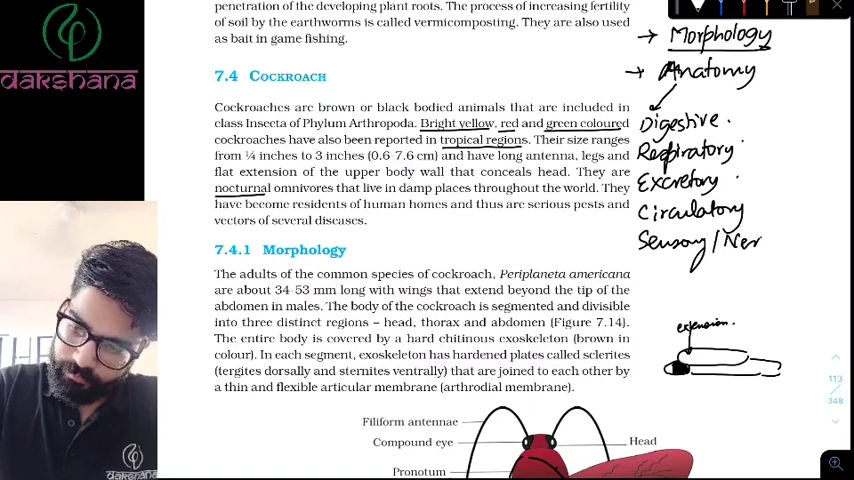 penetration of the developing plant roots. The process of increasing fertility
of soil by the earthworms is called vermicomposting. They are also used
as bait in game fishing.
dakshana
7.4 COCKROACH
Cockroaches are brown or black bodied animals that are included in
class Insecta of Phylum Arthropoda. Bright yellow, red and green coloured
cockroaches have also been reported in tropical regions. Their size ranges
from ¼ inches to 3 inches (0.6-7.6 cm) and have long antenna, legs and
flat extension of the upper body wall that conceals head. They are
nocturnal omnivores that live in damp places throughout the world. They
have become residents of human homes and thus are serious pests and
vectors of several diseases.
7.4.1 Morphology
The adults of the common species of cockroach, Periplaneta americana
are about 34-53 mm long with wings that extend beyond the tip of the
abdomen in males. The body of the cockroach is segmented and divisible
into three distinct regions – head, thorax and abdomen (Figure 7.14).
The entire body is covered by a hard chitinous exoskeleton (brown in
colour). In each segment, exoskeleton has hardened plates called sclerites
(tergites dorsally and sternites ventrally) that are joined to each other by
a thin and flexible articular membrane (arthrodial membrane).
Filiform antennae
Compound eye
Head
Pronotum
→ Morphology
→ Anatomy
Digestive.
Respiratory
Excretory
Circulatory
Sensory / Ner
extension.
113
348
dakshana